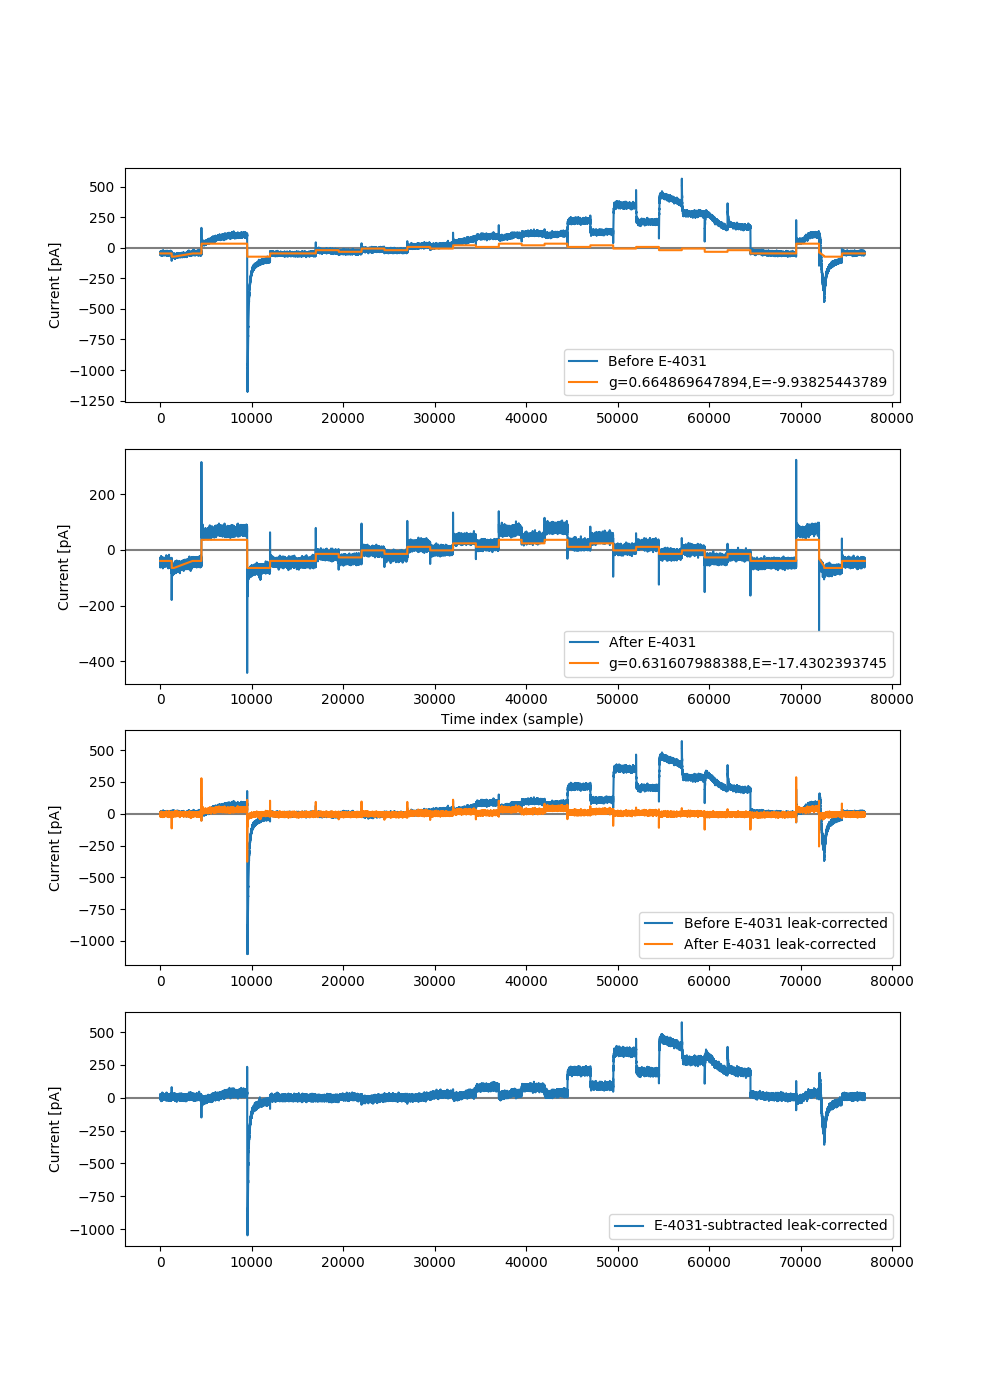 500
250
0
−250
−500
−750
−1000
−1250
Current [pA]
Before E-4031
g=0.664869647894,E=-9.93825443789
0 10000 20000 30000 40000 50000 60000 70000 80000
200
0
−200
−400
Current [pA]
After E-4031
g=0.631607988388,E=-17.4302393745
0 10000 20000 30000 40000 50000 60000 70000 80000
Time index (sample)
500
250
0
−250
−500
−750
−1000
Current [pA]
Before E-4031 leak-corrected
After E-4031 leak-corrected
0 10000 20000 30000 40000 50000 60000 70000 80000
500
250
0
−250
−500
−750
−1000
Current [pA]
E-4031-subtracted leak-corrected
0 10000 20000 30000 40000 50000 60000 70000 80000